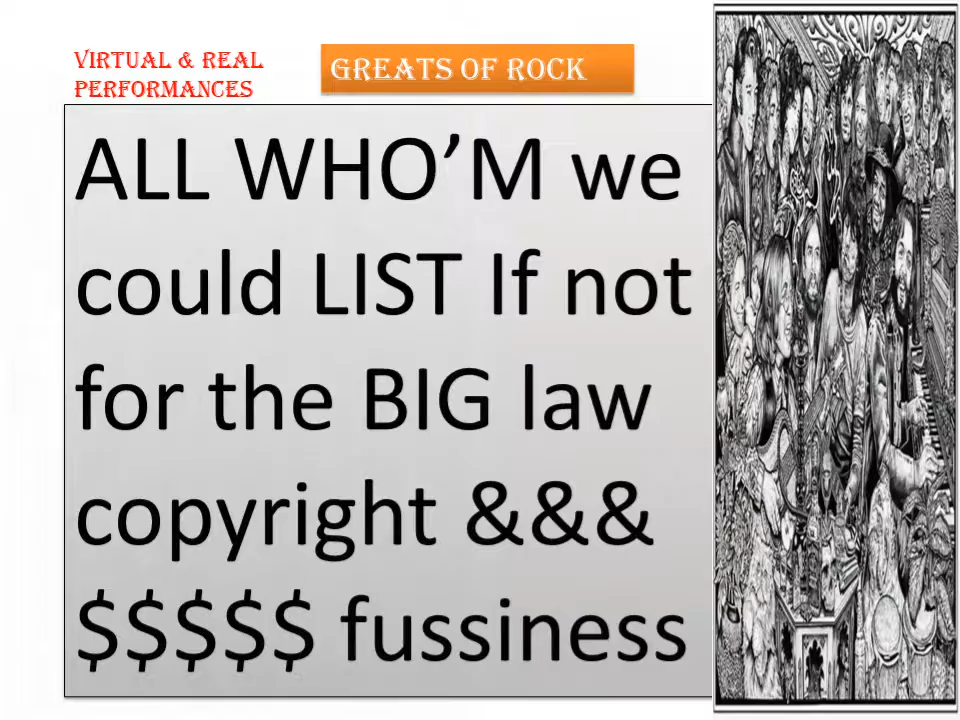 VIRTUAL & REAL
PERFORMANCES
GREATS OF ROCK
ALL WHO’M we
could LIST If not
for the BIG law
copyright &&&
$$$$$ fussiness